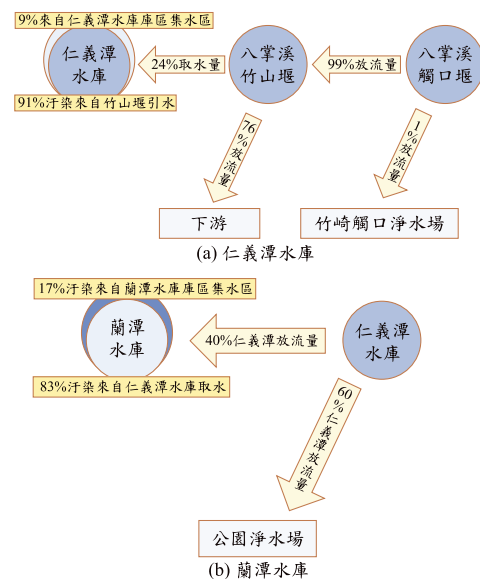 9%來自仁義潭水庫庫區集水區
仁義潭
水庫
91%汙染來自竹山堰引水
24%取水量
八掌溪
竹山堰
99%放流量
八掌溪
觸口堰
76%放流量
1%放流量
下游
竹崎觸口淨水場
(a) 仁義潭水庫
17%汙染來自蘭潭水庫庫區集水區
蘭潭
水庫
83%汙染來自仁義潭水庫取水
40%仁義潭放流量
仁義潭
水庫
60%仁義潭放流量
公園淨水場
(b) 蘭潭水庫